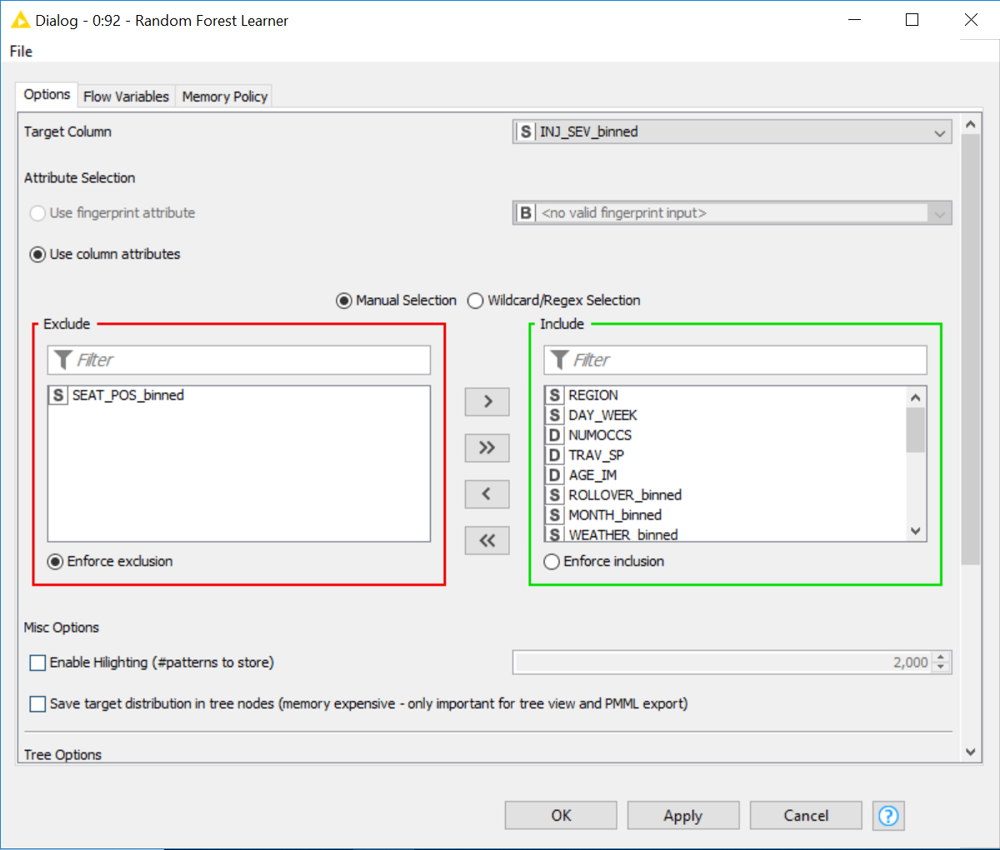 Dialog - 0:92 - Random Forest Learner
File
Options Flow Variables Memory Policy
Target Column S INJ_SEV_binned
Attribute Selection
Use fingerprint attribute B <no valid fingerprint input>
Use column attributes
Manual Selection Wildcard/Regex Selection
Exclude Include
Filter Filter
S SEAT_POS_binned S REGION
S DAY_WEEK
D NUMOCCS
D TRAV_SP
D AGE_IM
S ROLLOVER_binned
S MONTH_binned
S WEATHER_binned
Enforce exclusion Enforce inclusion
> >> < <<
Misc Options
Enable Hilighting (#patterns to store) 2,000
Save target distribution in tree nodes (memory expensive - only important for tree view and PMML export)
Tree Options
OK Apply Cancel ?